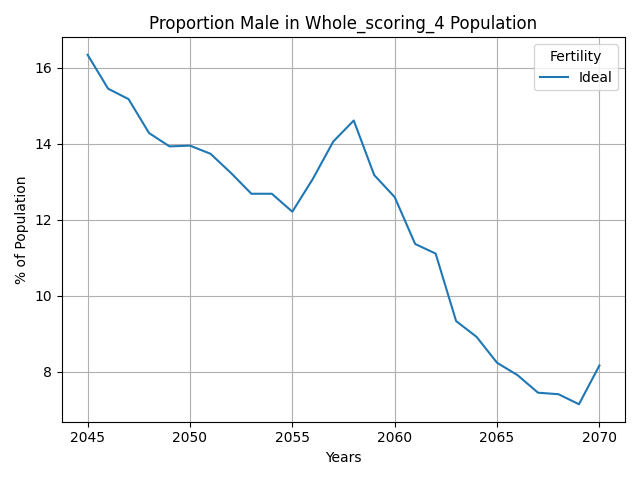 Proportion Male in Whole_scoring_4 Population
Fertility
Ideal
% of Population
16
14
12
10
8
2045 2050 2055 2060 2065 2070
Years